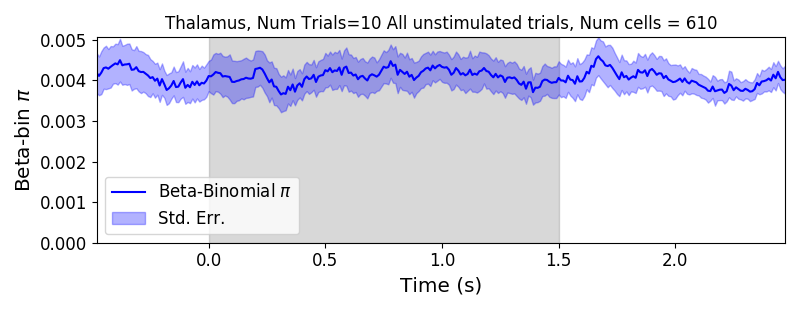 Thalamus, Num Trials=10 All unstimulated trials, Num cells = 610
Beta-bin π
0.005
0.004
0.003
0.002
0.001
0.000
Beta-Binomial π
Std. Err.
0.0 0.5 1.0 1.5 2.0
Time (s)